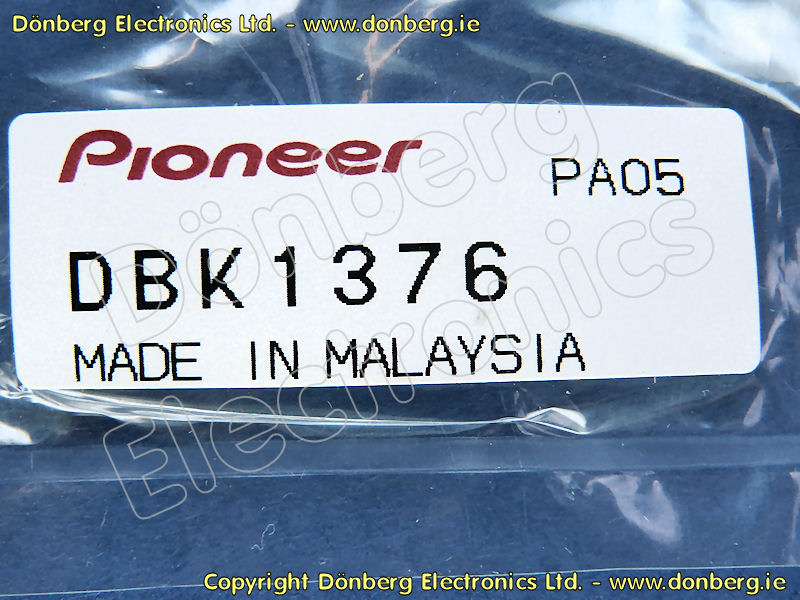 Dönberg Electronics Ltd. - www.donberg.ie
Pioneer
PA05
DBK1376
MADE IN MALAYSIA
Dönberg
Electronics
Copyright Dönberg Electronics Ltd. - www.donberg.ie